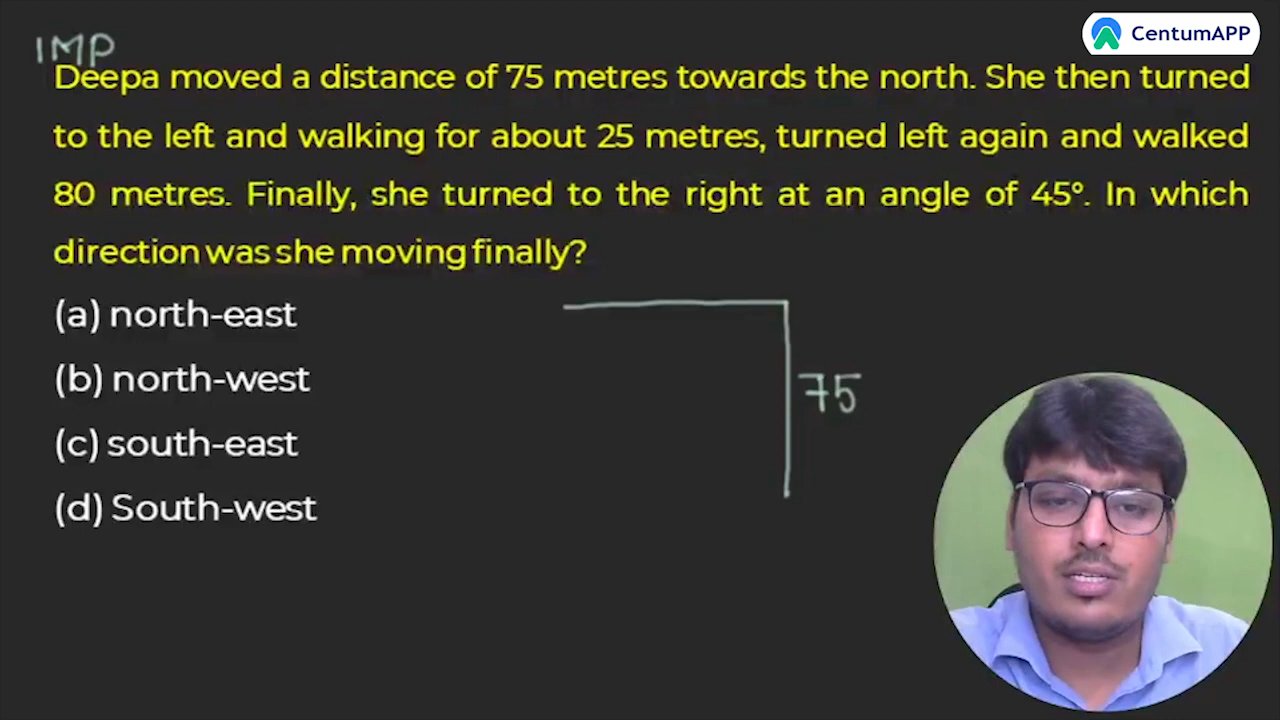 CentumAPP
IMP
Deepa moved a distance of 75 metres towards the north. She then turned
to the left and walking for about 25 metres, turned left again and walked
80 metres. Finally, she turned to the right at an angle of 45°. In which
direction was she moving finally?
(a) north-east
(b) north-west
(c) south-east
(d) South-west
75